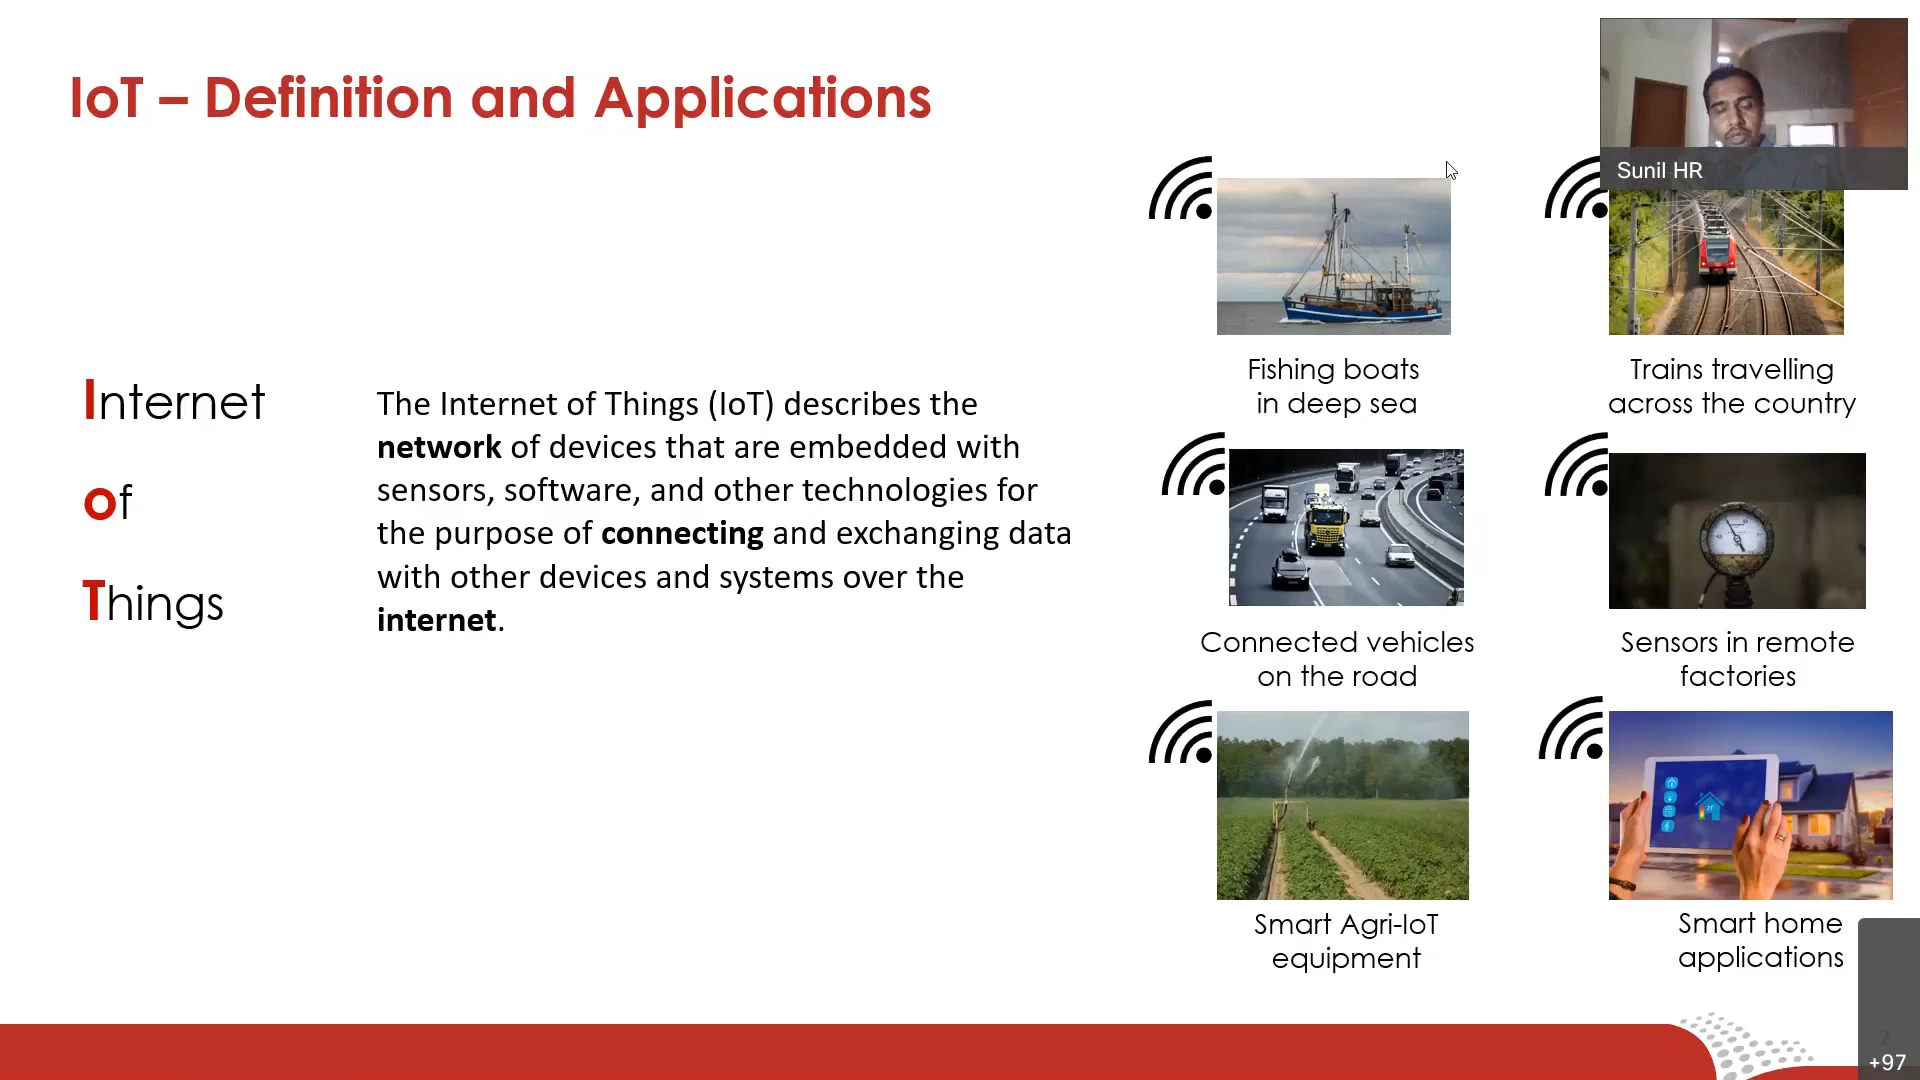 IoT – Definition and Applications
Sunil HR
Internet
of
Things
The Internet of Things (IoT) describes the
network of devices that are embedded with
sensors, software, and other technologies for
the purpose of connecting and exchanging data
with other devices and systems over the
internet.
Fishing boats
in deep sea
Trains travelling
across the country
Connected vehicles
on the road
Sensors in remote
factories
Smart Agri-IoT
equipment
Smart home
applications
2
+97